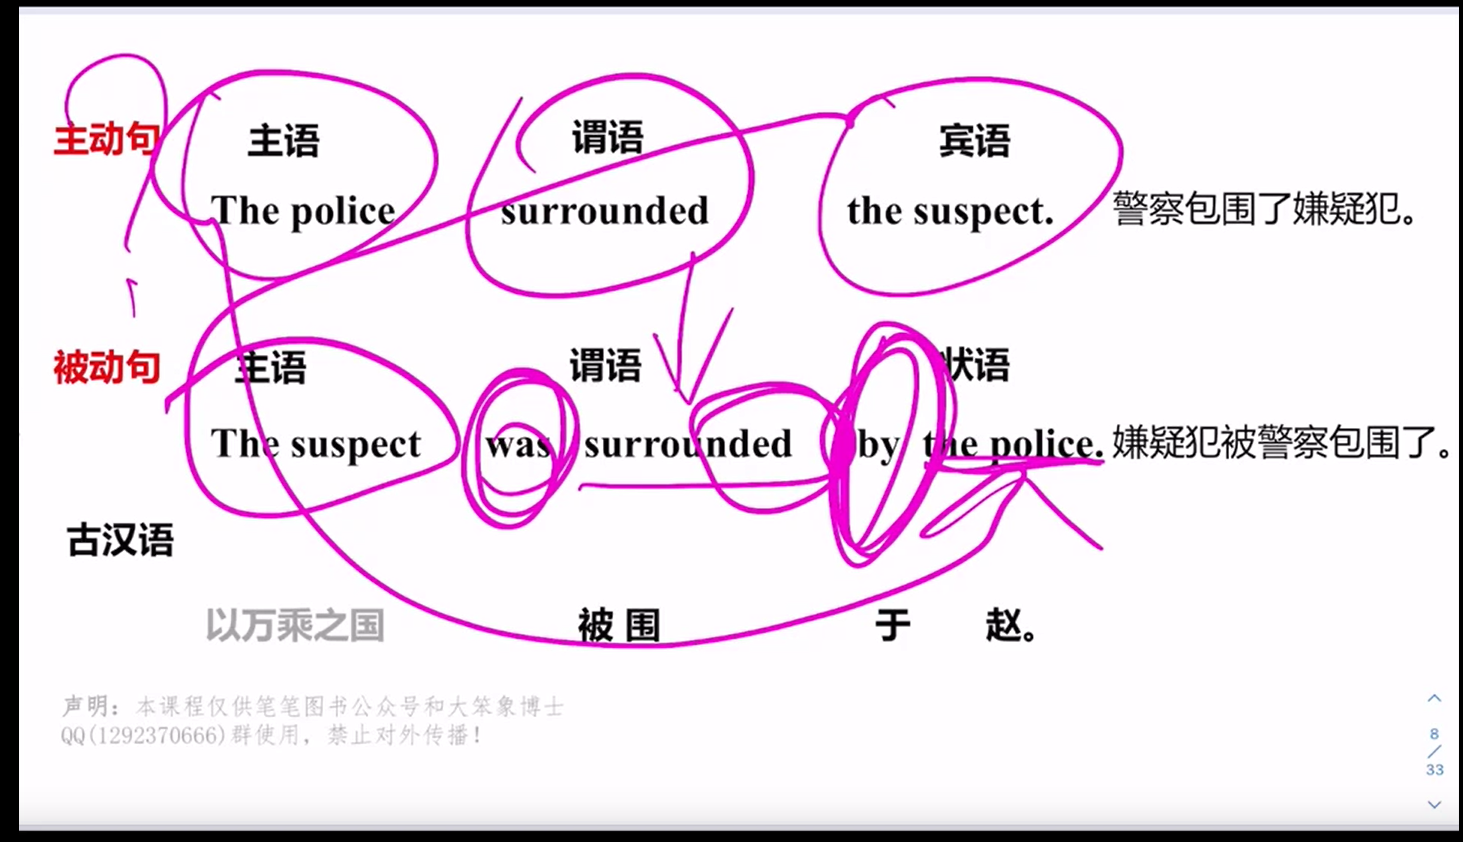 主动句 主语 谓语 宾语
The police surrounded the suspect. 警察包围了嫌疑犯。
被动句 主语 谓语 状语
The suspect was surrounded by the police. 嫌疑犯被警察包围了。
古汉语
以万乘之国 被 围 于 赵。
声明：本课程仅供笔笔图书公众号和大笨象博士
QQ(1292370666)群使用，禁止对外传播！
8
/
33